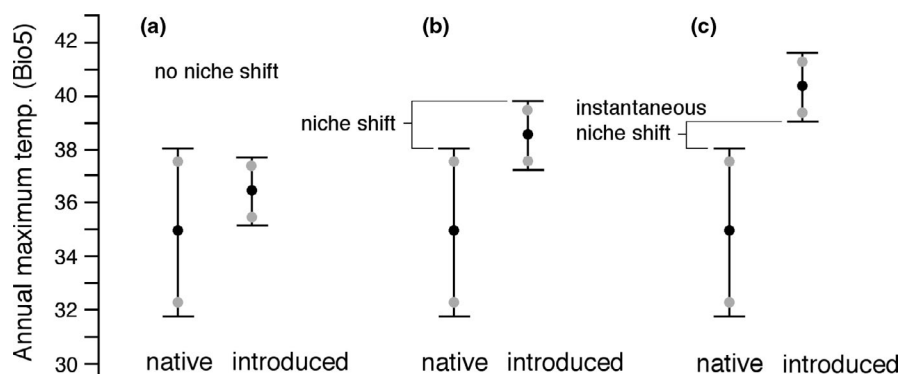 Annual maximum temp. (Bio5)
42
40
38
36
34
32
30
(a)
no niche shift
native introduced
(b)
niche shift
native introduced
(c)
instantaneous
niche shift
native introduced